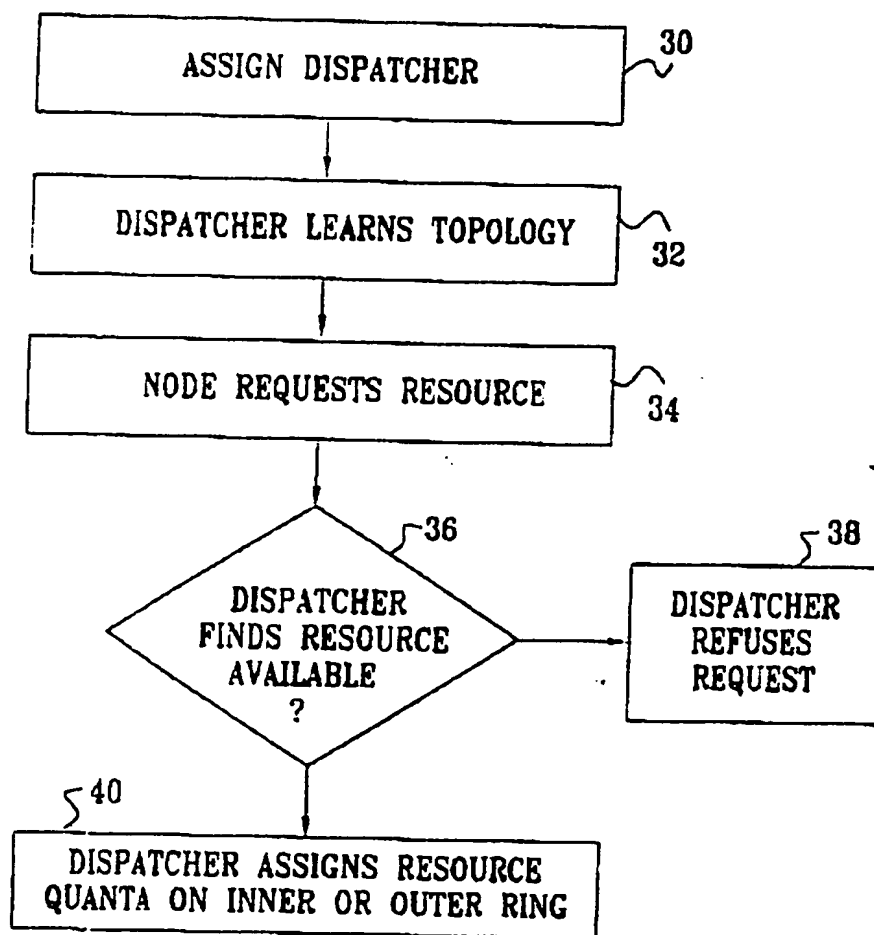 ASSIGN DISPATCHER
30
DISPATCHER LEARNS TOPOLOGY
32
NODE REQUESTS RESOURCE
34
36
DISPATCHER
FINDS RESOURCE
AVAILABLE
?
38
DISPATCHER
REFUSES
REQUEST
40
DISPATCHER ASSIGNS RESOURCE
QUANTA ON INNER OR OUTER RING